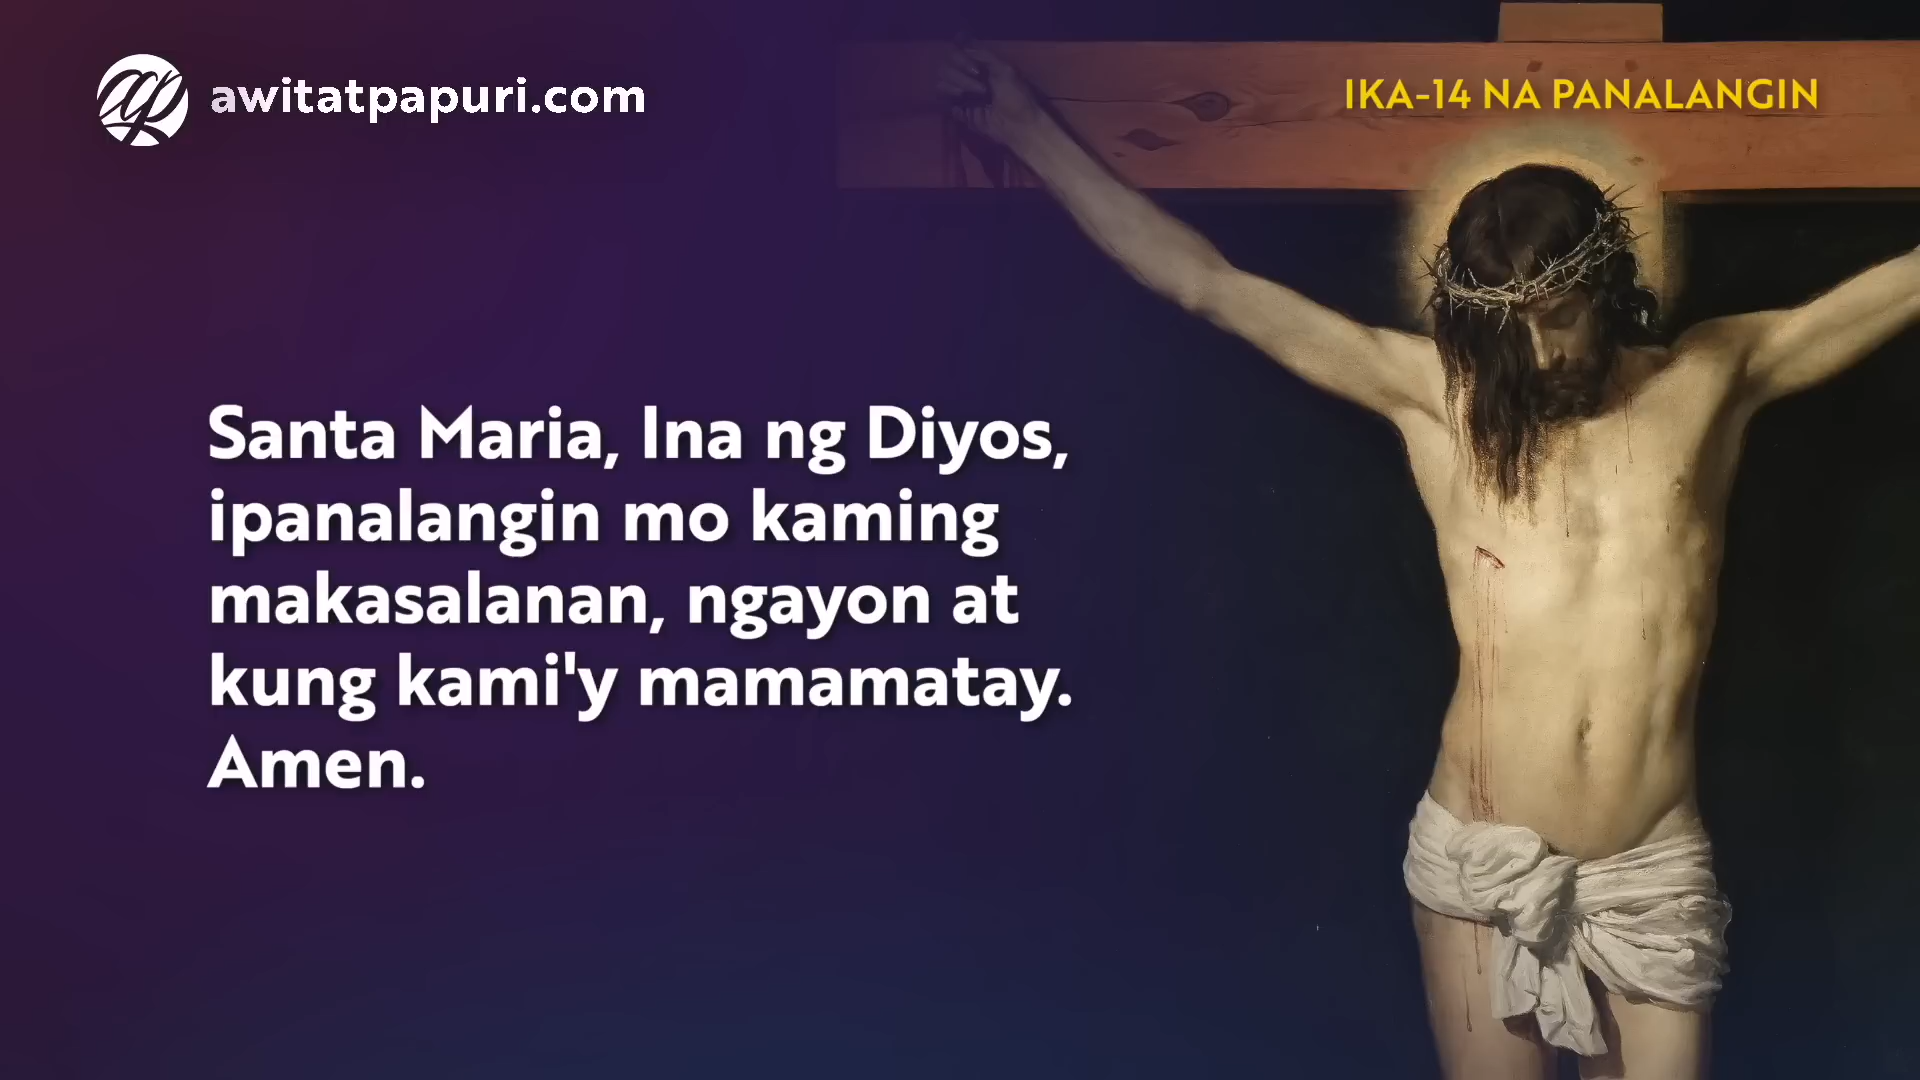 awitatpapuri.com
IKA-14 NA PANALANGIN
Santa Maria, Ina ng Diyos,
ipanalangin mo kaming
makasalanan, ngayon at
kung kami'y mamamatay.
Amen.